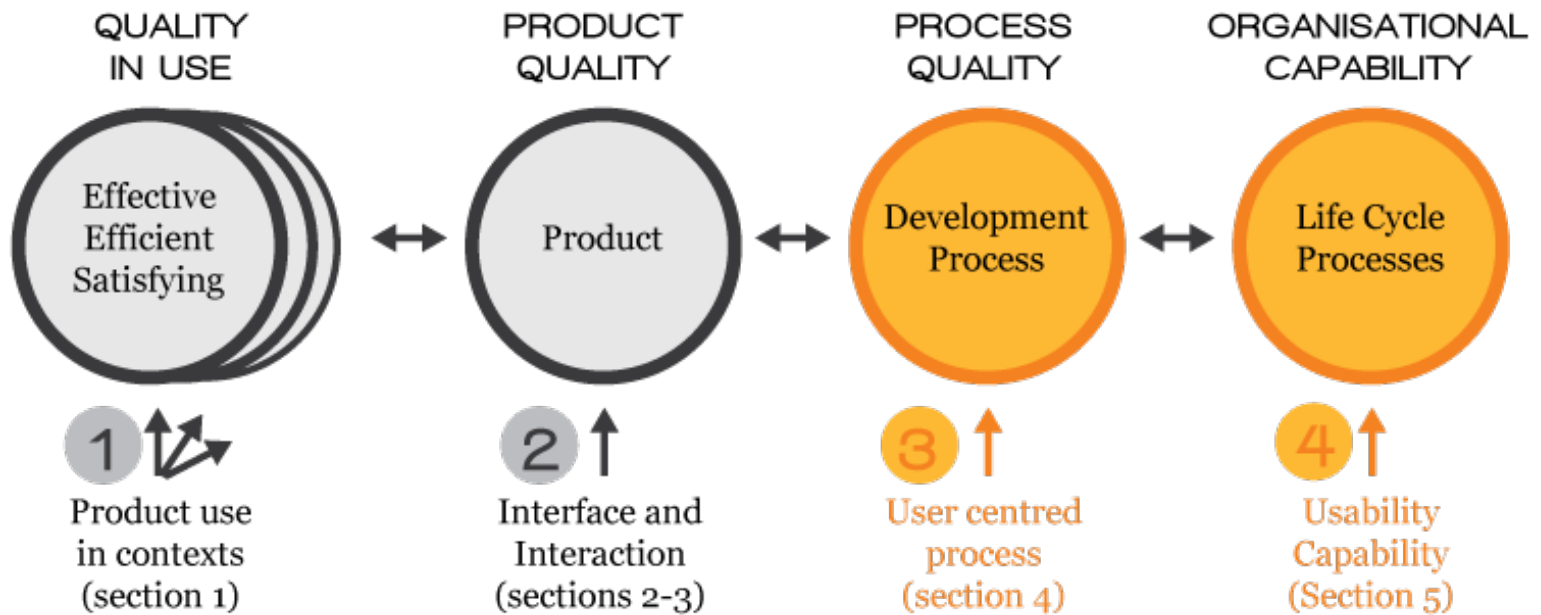 QUALITY
IN USE
PRODUCT
QUALITY
PROCESS
QUALITY
ORGANISATIONAL
CAPABILITY
Effective
Efficient
Satisfying
Product
Development
Process
Life Cycle
Processes
1
Product use
in contexts
(section 1)
2
Interface and
Interaction
(sections 2-3)
3
User centred
process
(section 4)
4
Usability
Capability
(Section 5)